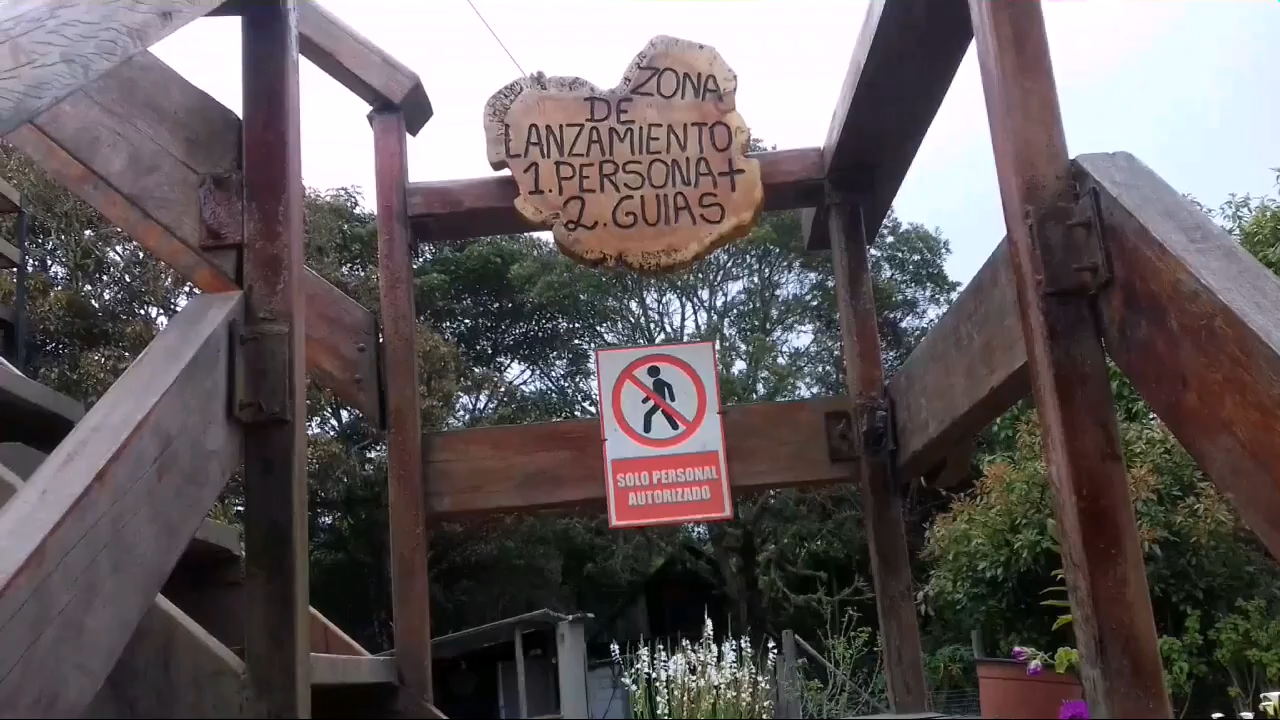 ZONA
DE
LANZAMIENTO
1.PERSONA+
2.GUIAS
SOLO PERSONAL
AUTORIZADO